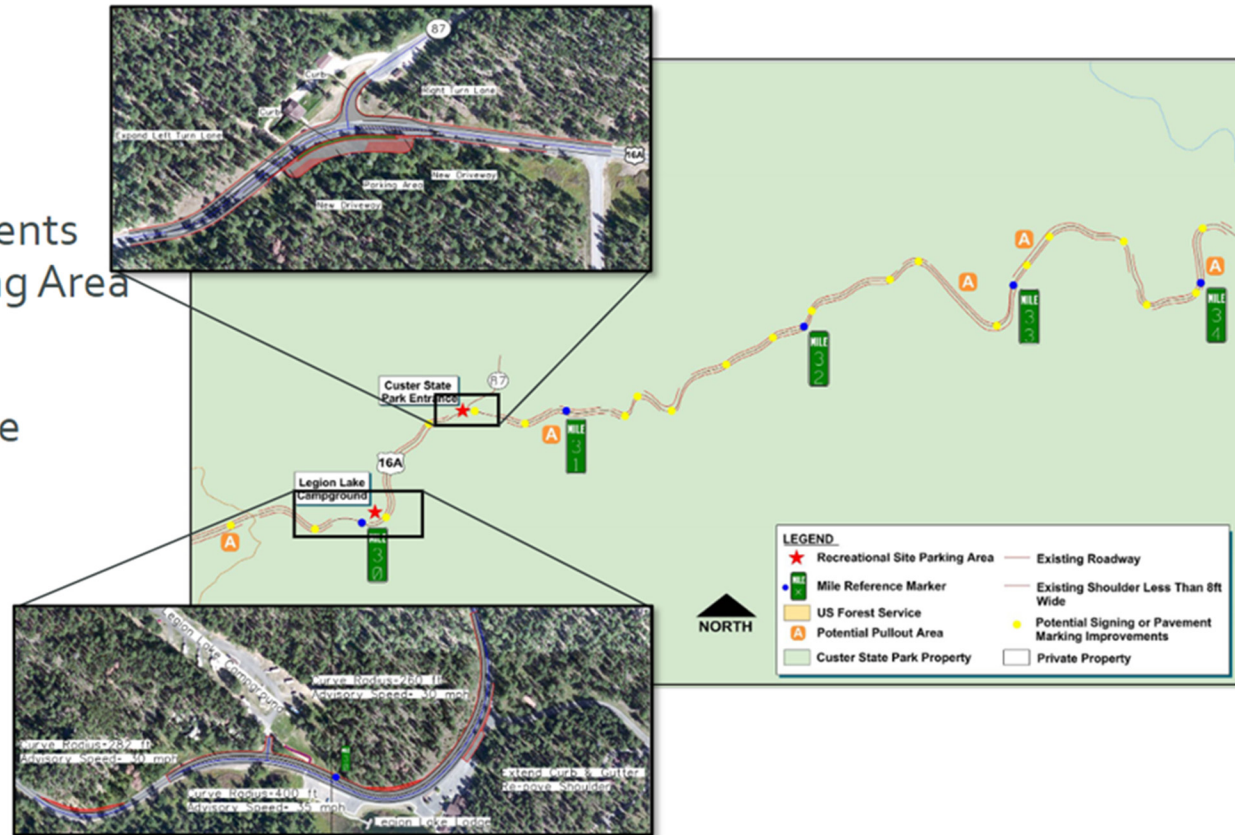 ents
ng Area
e
87
Curb
Curb
Right Turn Lane
Expand Left Turn Lane
16A
New Driveway
Parking Area
New Driveway
Custer State
Park Entrance
87
16A
Legion Lake
Campground
A
MILE
30
A
MILE
31
MILE
32
A
A
MILE
33
A
MILE
34
NORTH
LEGEND
Recreational Site Parking Area
MILE
X
Mile Reference Marker
US Forest Service
A
Potential Pullout Area
Custer State Park Property
Existing Roadway
Existing Shoulder Less Than 8ft
Wide
Potential Signing or Pavement
Marking Improvements
Private Property
Legion Lake Campground
Curve Radius=260 ft
Advisory Speed= 30 mph
Curve Radius=282 ft
Advisory Speed= 30 mph
Curve Radius=400 ft
Advisory Speed= 35 mph
Extend Curb & Gutter
Remove Shoulder
Legion Lake Lodge